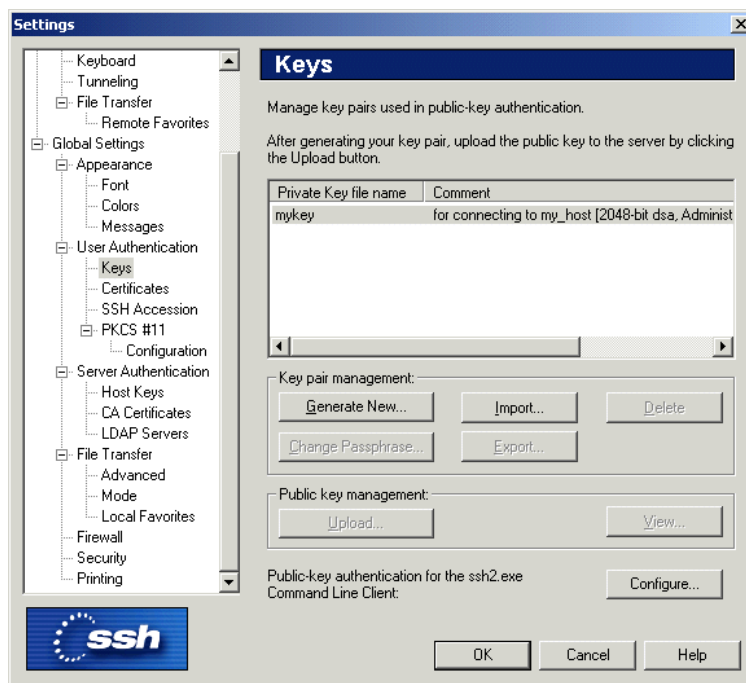 Settings
Keyboard
Tunneling
File Transfer
Remote Favorites
Global Settings
Appearance
Font
Colors
Messages
User Authentication
Keys
Certificates
SSH Accession
PKCS #11
Configuration
Server Authentication
Host Keys
CA Certificates
LDAP Servers
File Transfer
Advanced
Mode
Local Favorites
Firewall
Security
Printing
ssh
Keys
Manage key pairs used in public-key authentication.
After generating your key pair, upload the public key to the server by clicking
the Upload button.
Private Key file name Comment
mykey for connecting to my_host [2048-bit dsa, Administ
Key pair management:
Generate New... Import... Delete
Change Passphrase... Export...
Public key management:
Upload... View...
Public-key authentication for the ssh2.exe
Command Line Client:
Configure...
OK Cancel Help